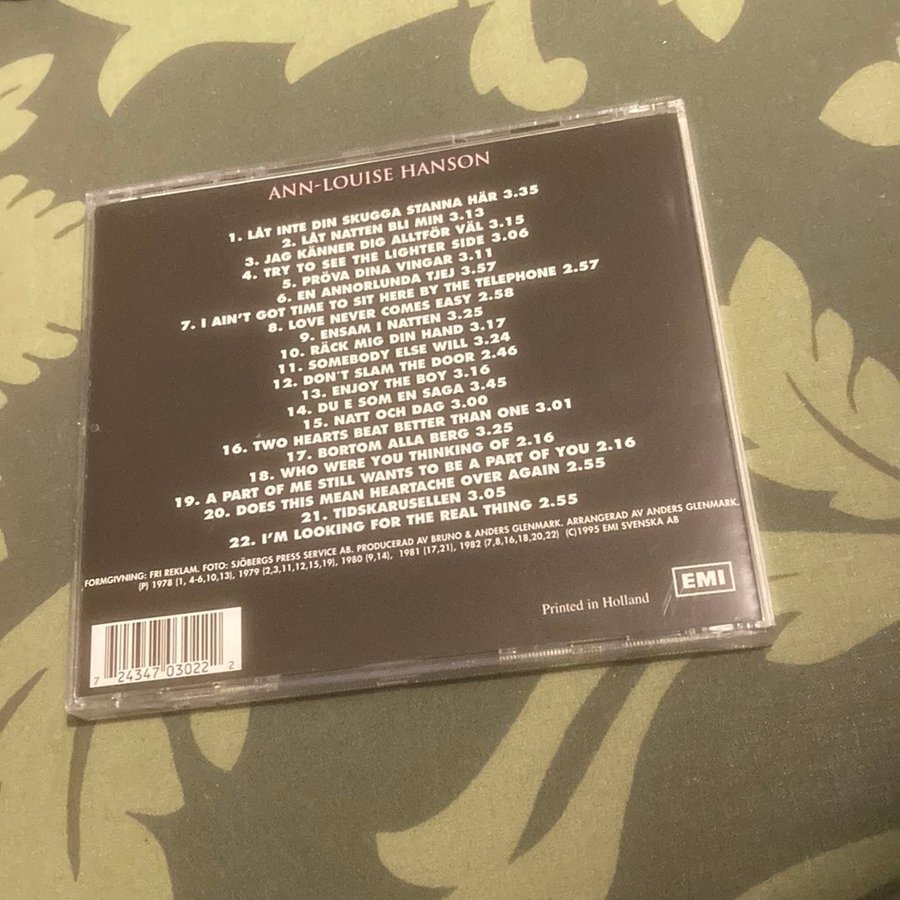 ANN-LOUISE HANSON
1. LÅT INTE DIN SKUGGA STANNA HÄR 3.35
2. LÅT NATTEN BLI MIN 3.13
3. JAG KÄNNER DIG ALLTFÖR VÄL 3.15
4. TRY TO SEE THE LIGHTER SIDE 3.06
5. PRÖVA DINA VINGAR 3.11
6. EN ANNORLUNDA TJEJ 3.57
7. I AIN'T GOT TIME TO SIT HERE BY THE TELEPHONE 2.57
8. LOVE NEVER COMES EASY 2.58
9. ENSAM I NATTEN 3.25
10. RÄCK MIG DIN HAND 3.17
11. SOMEBODY ELSE WILL 3.24
12. DON'T SLAM THE DOOR 2.46
13. ENJOY THE BOY 3.16
14. DU E SOM EN SAGA 3.45
15. NATT OCH DAG 3.00
16. TWO HEARTS BEAT BETTER THAN ONE 3.01
17. BORTOM ALLA BERG 3.25
18. WHO WERE YOU THINKING OF 2.16
19. A PART OF ME STILL WANTS TO BE A PART OF YOU 2.16
20. DOES THIS MEAN HEARTACHE OVER AGAIN 2.55
21. TIDSKARUSELLEN 3.05
22. I'M LOOKING FOR THE REAL THING 2.55
FORMGIVNING: FRI REKLAM. FOTO: SJÖBERGS PRESS SERVICE AB. PRODUCERAD AV BRUNO & ANDERS GLENMARK. ARRANGERAD AV ANDERS GLENMARK.
(P) 1978 (1, 4-6,10,13), 1979 (2,3,11,12,15,19), 1980 (9,14), 1981 (17,21), 1982 (7,8,16,18,20,22) (C)1995 EMI SVENSKA AB
EMI
Printed in Holland
7 24347 03022 2